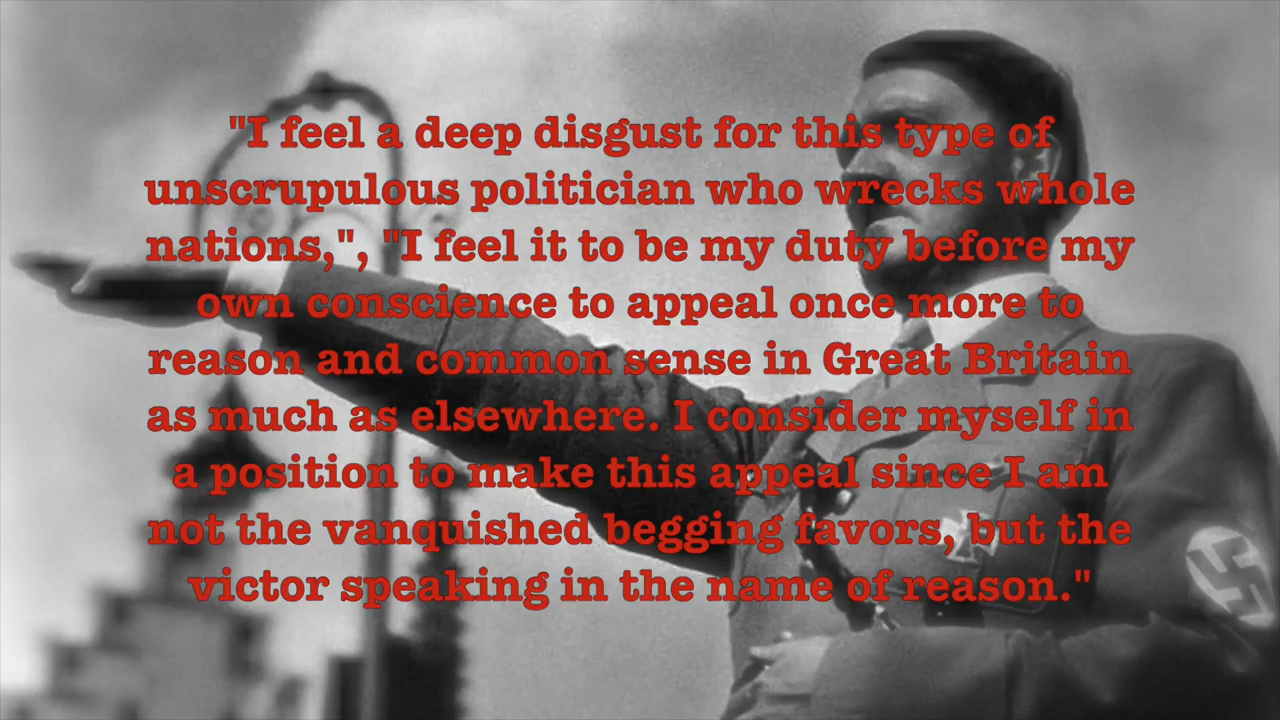 "I feel a deep disgust for this type of
unscrupulous politician who wrecks whole
nations,", "I feel it to be my duty before my
own conscience to appeal once more to
reason and common sense in Great Britain
as much as elsewhere. I consider myself in
a position to make this appeal since I am
not the vanquished begging favors, but the
victor speaking in the name of reason."